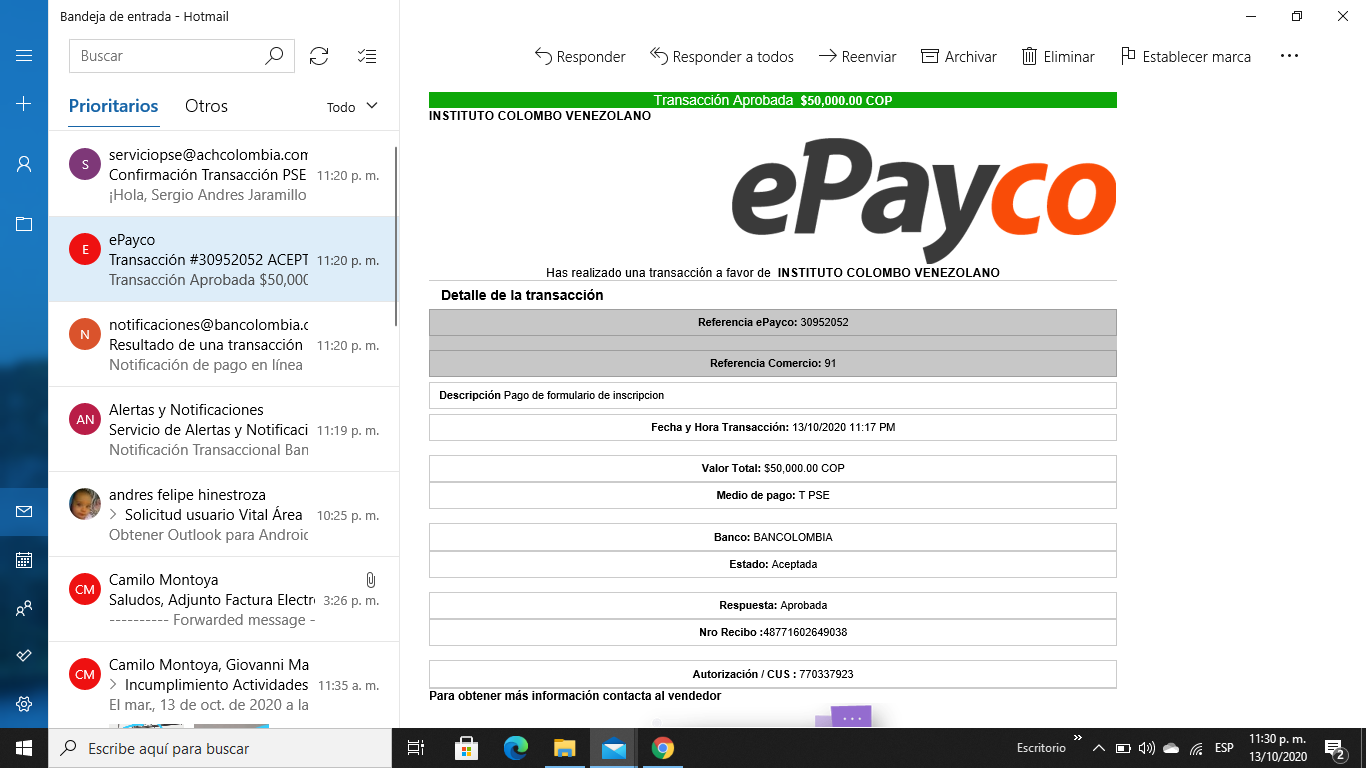 Bandeja de entrada - Hotmail
Buscar
Prioritarios
Otros
Todo
S
serviciopse@achcolombia.com
Confirmación Transacción PSE
11:20 p. m.
¡Hola, Sergio Andres Jaramillo
E
ePayco
Transacción #30952052 ACEPT
11:20 p. m.
Transacción Aprobada $50,000
N
notificaciones@bancolombia.c
Resultado de una transacción
11:20 p. m.
Notificación de pago en línea
AN
Alertas y Notificaciones
Servicio de Alertas y Notificaci
11:19 p. m.
Notificación Transaccional Ban
andres felipe hinestroza
Solicitud usuario Vital Área
10:25 p. m.
Obtener Outlook para Android
CM
Camilo Montoya
Saludos, Adjunto Factura Electro
3:26 p. m.
---------- Forwarded message -
CM
Camilo Montoya, Giovanni Ma
Incumplimiento Actividades
11:35 a. m.
El mar., 13 de oct. de 2020 a la
Responder
Responder a todos
Reenviar
Archivar
Eliminar
Establecer marca
Transacción Aprobada $50,000.00 COP
INSTITUTO COLOMBO VENEZOLANO
ePayco
Has realizado una transacción a favor de INSTITUTO COLOMBO VENEZOLANO
Detalle de la transacción
Referencia ePayco: 30952052
Referencia Comercio: 91
Descripción Pago de formulario de inscripcion
Fecha y Hora Transacción: 13/10/2020 11:17 PM
Valor Total: $50,000.00 COP
Medio de pago: T PSE
Banco: BANCOLOMBIA
Estado: Aceptada
Respuesta: Aprobada
Nro Recibo :48771602649038
Autorización / CUS : 770337923
Para obtener más información contacta al vendedor
Escribe aquí para buscar
Escritorio
ESP
11:30 p. m.
13/10/2020
2